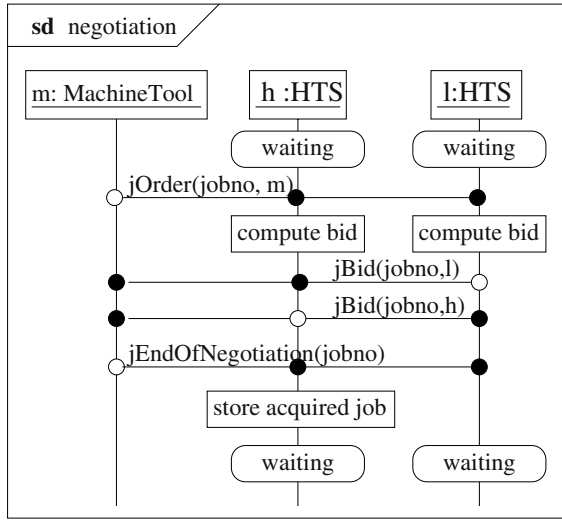 sd negotiation
m: MachineTool
h :HTS
l:HTS
waiting
waiting
jOrder(jobno, m)
compute bid
compute bid
jBid(jobno,l)
jBid(jobno,h)
jEndOfNegotiation(jobno)
store acquired job
waiting
waiting